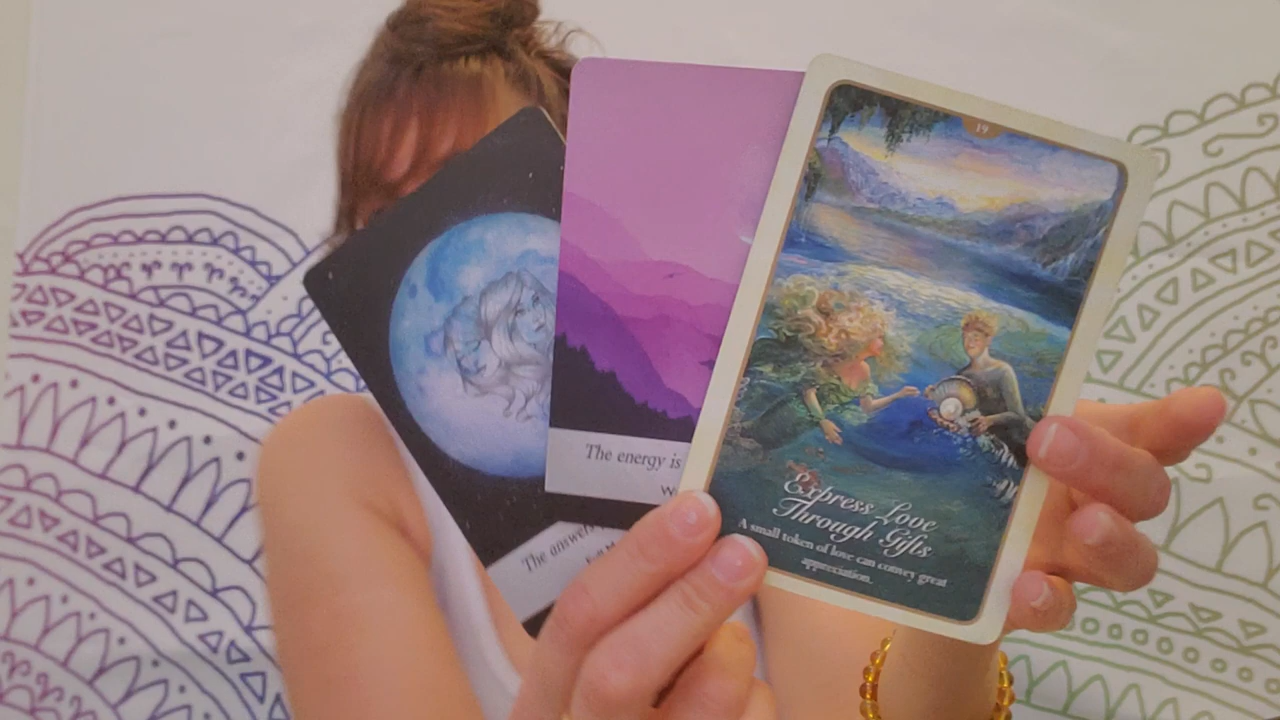 The answer
The energy is
W
19
Express Love
Through Gifts
A small token of love can convey great
appreciation.